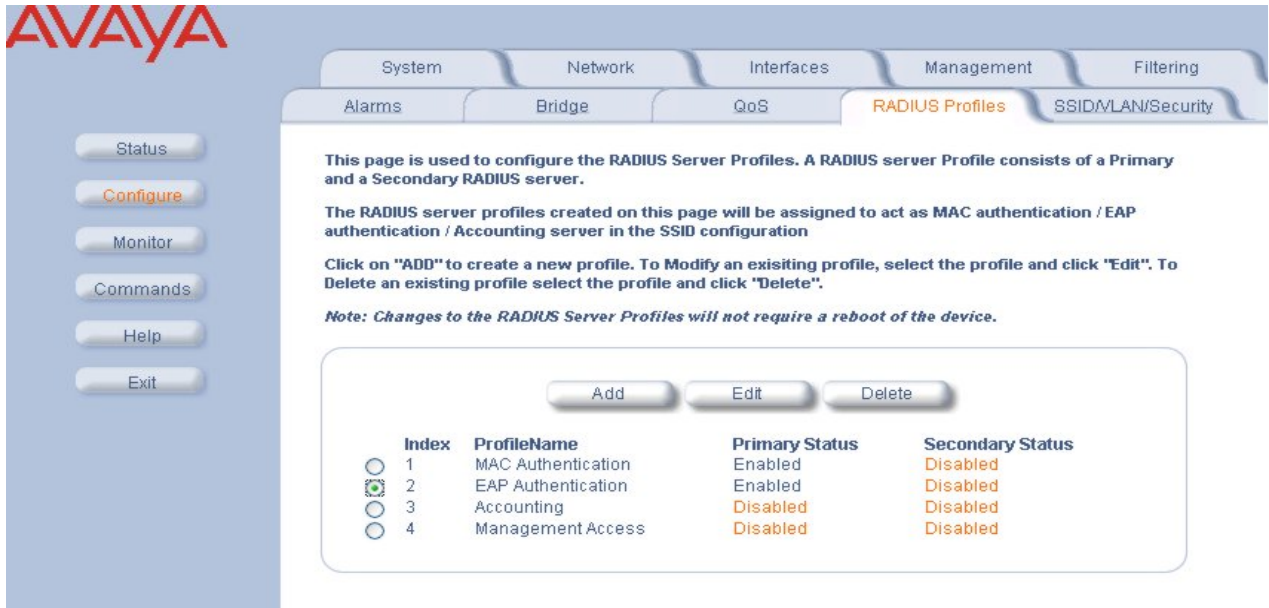 AVAYA
System Network Interfaces Management Filtering
Alarms Bridge QoS RADIUS Profiles SSID/VLAN/Security
Status
Configure
Monitor
Commands
Help
Exit
This page is used to configure the RADIUS Server Profiles. A RADIUS server Profile consists of a Primary
and a Secondary RADIUS server.
The RADIUS server profiles created on this page will be assigned to act as MAC authentication / EAP
authentication / Accounting server in the SSID configuration
Click on "ADD" to create a new profile. To Modify an exisiting profile, select the profile and click "Edit". To
Delete an existing profile select the profile and click "Delete".
Note: Changes to the RADIUS Server Profiles will not require a reboot of the device.
Add Edit Delete
Index ProfileName Primary Status Secondary Status
1 MAC Authentication Enabled Disabled
2 EAP Authentication Enabled Disabled
3 Accounting Disabled Disabled
4 Management Access Disabled Disabled